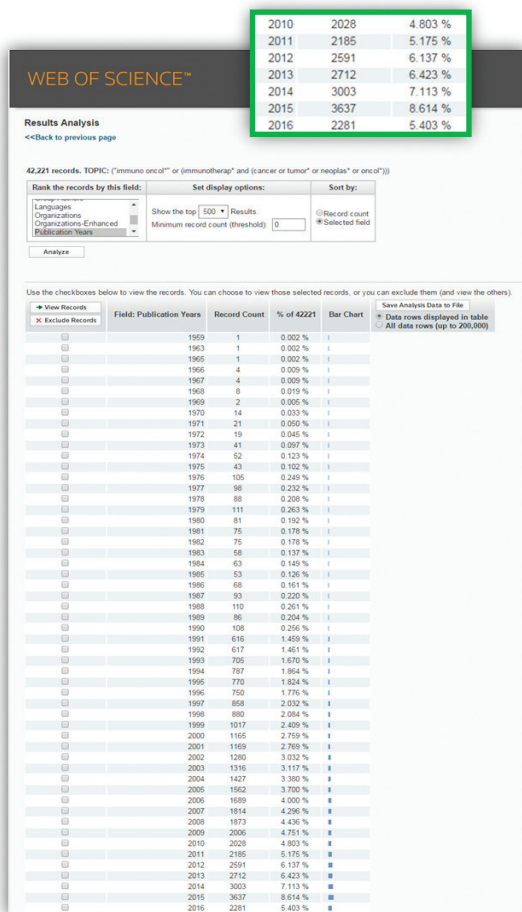 2010 2028 4.803 %
2011 2185 5.175 %
2012 2591 6.137 %
2013 2712 6.423 %
2014 3003 7.113 %
2015 3637 8.614 %
2016 2281 5.403 %
WEB OF SCIENCE™
Results Analysis
<<Back to previous page
42,221 records. TOPIC: ("immuno oncol*" or (immunotherap* and (cancer or tumor* or neoplas* or oncol*)))
Rank the records by this field: Set display options: Sort by:
Languages
Organizations
Organizations-Enhanced
Publication Years
Show the top 500 Results.
Minimum record count (threshold): 0
Record count
Selected field
Analyze
Use the checkboxes below to view the records. You can choose to view those selected records, or you can exclude them (and view the others).
View Records
Exclude Records
Field: Publication Years Record Count % of 42221 Bar Chart
Save Analysis Data to File
Data rows displayed in table
All data rows (up to 200,000)
1959 1 0.002 %
1963 1 0.002 %
1965 1 0.002 %
1966 4 0.009 %
1967 4 0.009 %
1968 8 0.019 %
1969 2 0.005 %
1970 14 0.033 %
1971 21 0.050 %
1972 19 0.045 %
1973 41 0.097 %
1974 52 0.123 %
1975 43 0.102 %
1976 105 0.249 %
1977 98 0.232 %
1978 88 0.208 %
1979 111 0.263 %
1980 81 0.192 %
1981 75 0.178 %
1982 75 0.178 %
1983 58 0.137 %
1984 63 0.149 %
1985 53 0.126 %
1986 68 0.161 %
1987 93 0.220 %
1988 110 0.261 %
1989 86 0.204 %
1990 108 0.256 %
1991 616 1.459 %
1992 617 1.461 %
1993 705 1.670 %
1994 787 1.864 %
1995 770 1.824 %
1996 750 1.776 %
1997 858 2.032 %
1998 880 2.084 %
1999 1017 2.409 %
2000 1165 2.759 %
2001 1169 2.769 %
2002 1280 3.032 %
2003 1316 3.117 %
2004 1427 3.380 %
2005 1562 3.700 %
2006 1689 4.000 %
2007 1814 4.296 %
2008 1873 4.436 %
2009 2006 4.751 %
2010 2028 4.803 %
2011 2185 5.175 %
2012 2591 6.137 %
2013 2712 6.423 %
2014 3003 7.113 %
2015 3637 8.614 %
2016 2281 5.403 %